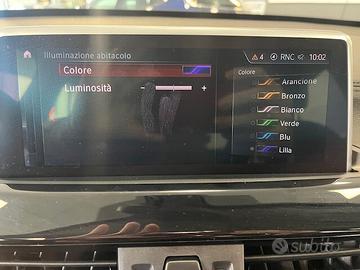 Illuminazione abitacolo
4 RNC 10:02
Colore
Luminosità - +
Colore
Arancione
Bronzo
Bianco
Verde
Blu
Lilla
subito